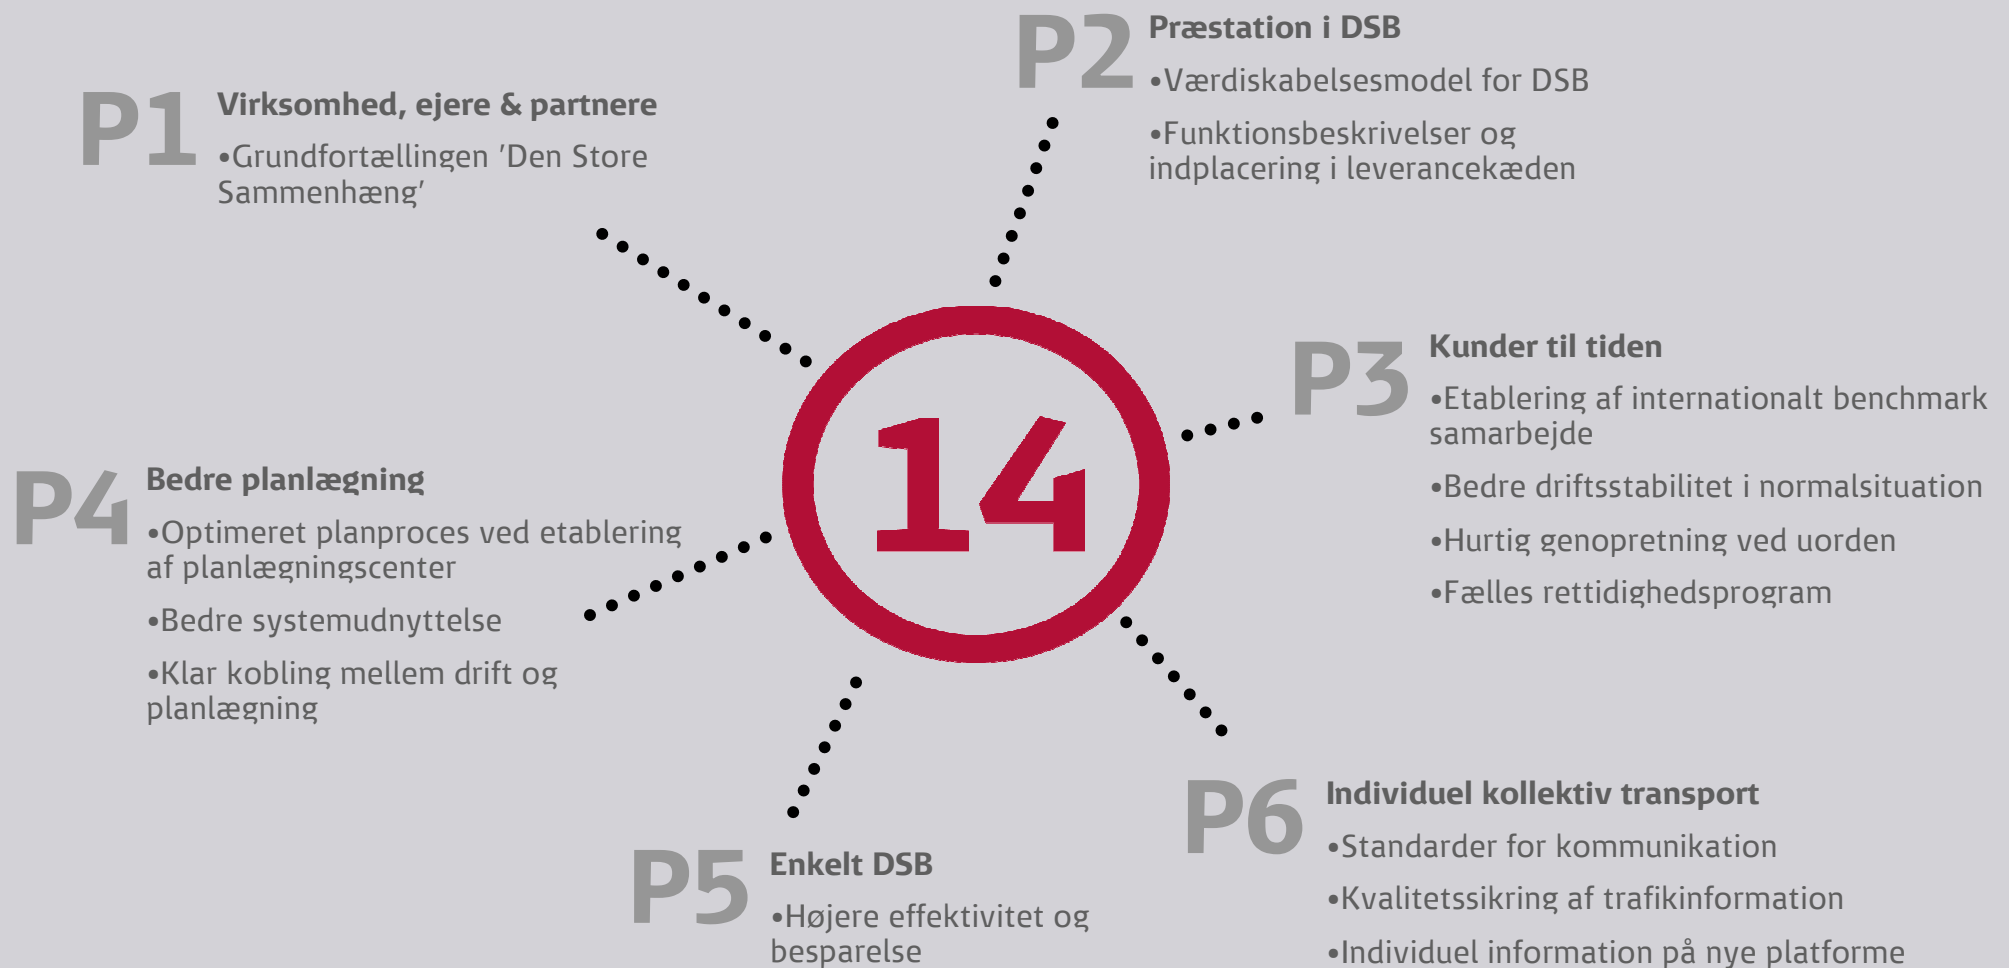 P1
Virksomhed, ejere & partnere
•Grundfortællingen ’Den Store
Sammenhæng’
P2
Præstation i DSB
•Værdiskabelsesmodel for DSB
•Funktionsbeskrivelser og
indplacering i leverancekæden
P3
Kunder til tiden
•Etablering af internationalt benchmark
samarbejde
•Bedre driftsstabilitet i normalsituation
•Hurtig genopretning ved uorden
•Fælles rettidighedsprogram
14
P4
Bedre planlægning
•Optimeret planproces ved etablering
af planlægningscenter
•Bedre systemudnyttelse
•Klar kobling mellem drift og
planlægning
P5
Enkelt DSB
•Højere effektivitet og
besparelse
P6
Individuel kollektiv transport
•Standarder for kommunikation
•Kvalitetssikring af trafikinformation
•Individuel information på nye platforme